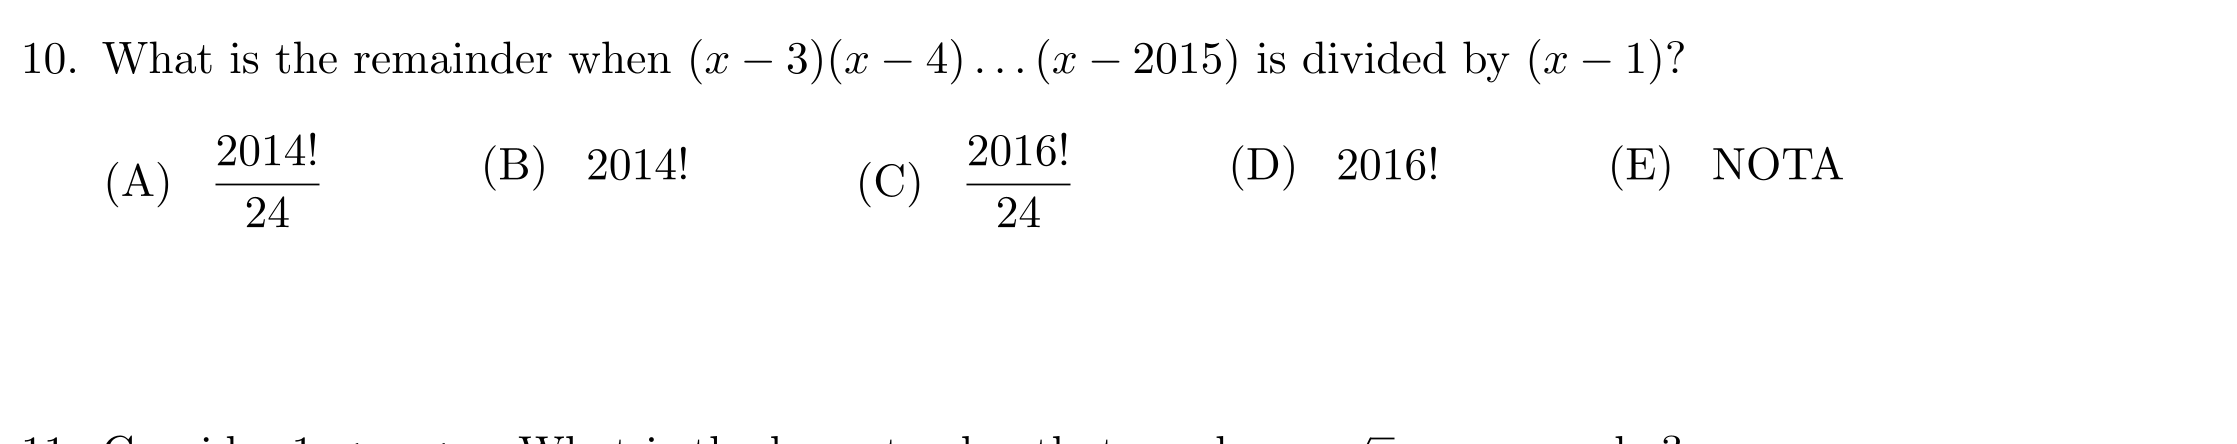 10. What is the remainder when (x − 3)(x − 4) . . . (x − 2015) is divided by (x − 1)?
(A) 2014!/24 (B) 2014! (C) 2016!/24 (D) 2016! (E) NOTA